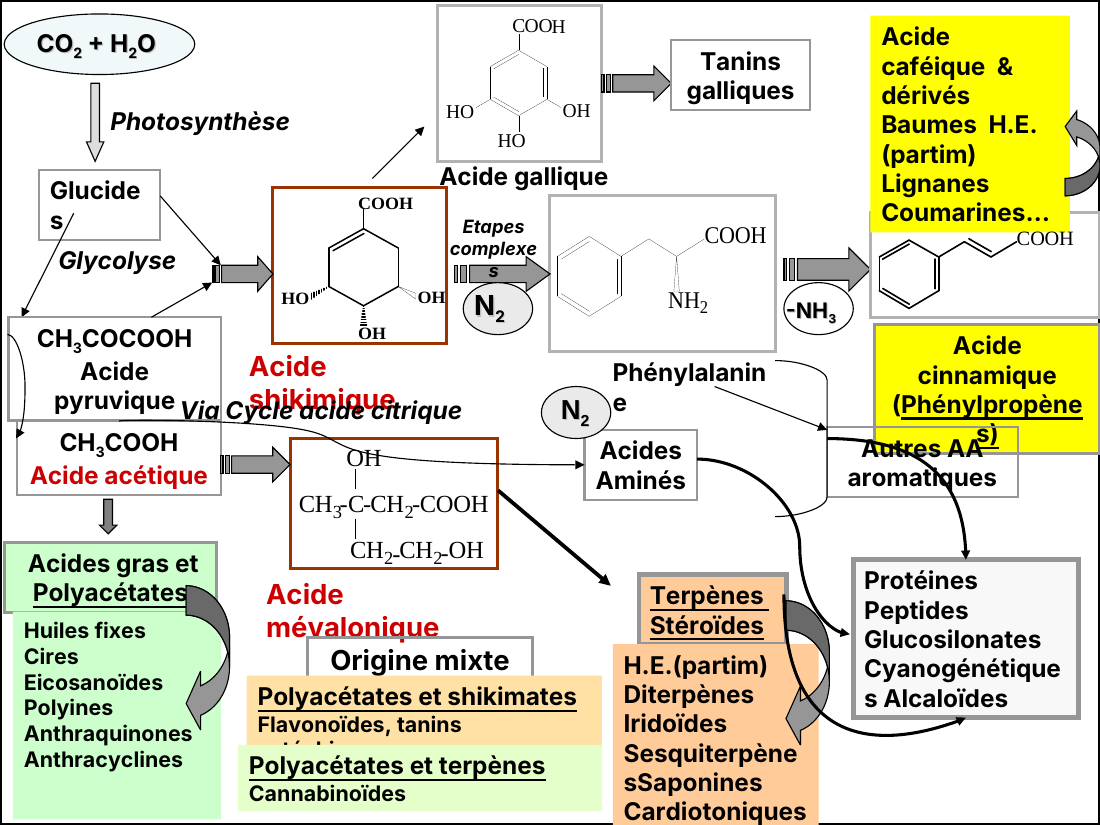 CO2 + H2O
Photosynthèse
Glucide
s
Glycolyse
CH3COCOOH
Acide
pyruvique
CH3COOH
Acide acétique
COOH
HO
OH
HO
Acide gallique
Tanins
galliques
COOH
HO
OH
OH
Acide
shikimique
Etapes
complexe
s
N2
COOH
NH2
Phénylalanin
e
-NH3
Acide
caféique &
dérivés
Baumes H.E.
(partim)
Lignanes
Coumarines…
COOH
Acide
cinnamique
(Phénylpropène
s)
Via Cycle acide citrique
N2
Acides
Aminés
Autres AA
aromatiques
OH
CH3-C-CH2-COOH
CH2-CH2-OH
Acide
mévalonique
Acides gras et
Polyacétates
Huiles fixes
Cires
Eicosanoïdes
Polyines
Anthraquinones
Anthracyclines
Origine mixte
Polyacétates et shikimates
Flavonoïdes, tanins
Polyacétates et terpènes
Cannabinoïdes
Terpènes
Stéroïdes
H.E.(partim)
Diterpènes
Iridoïdes
Sesquiterpène
sSaponines
Cardiotoniques
Protéines
Peptides
Glucosilonates
Cyanogénétique
s Alcaloïdes